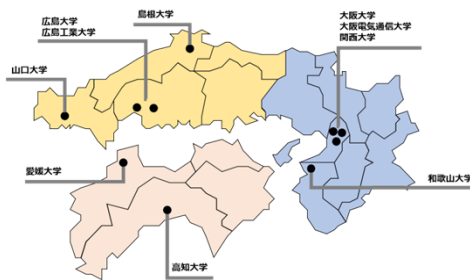 島根大学
広島大学
広島工業大学
大阪大学
大阪電気通信大学
関西大学
山口大学
愛媛大学
和歌山大学
高知大学